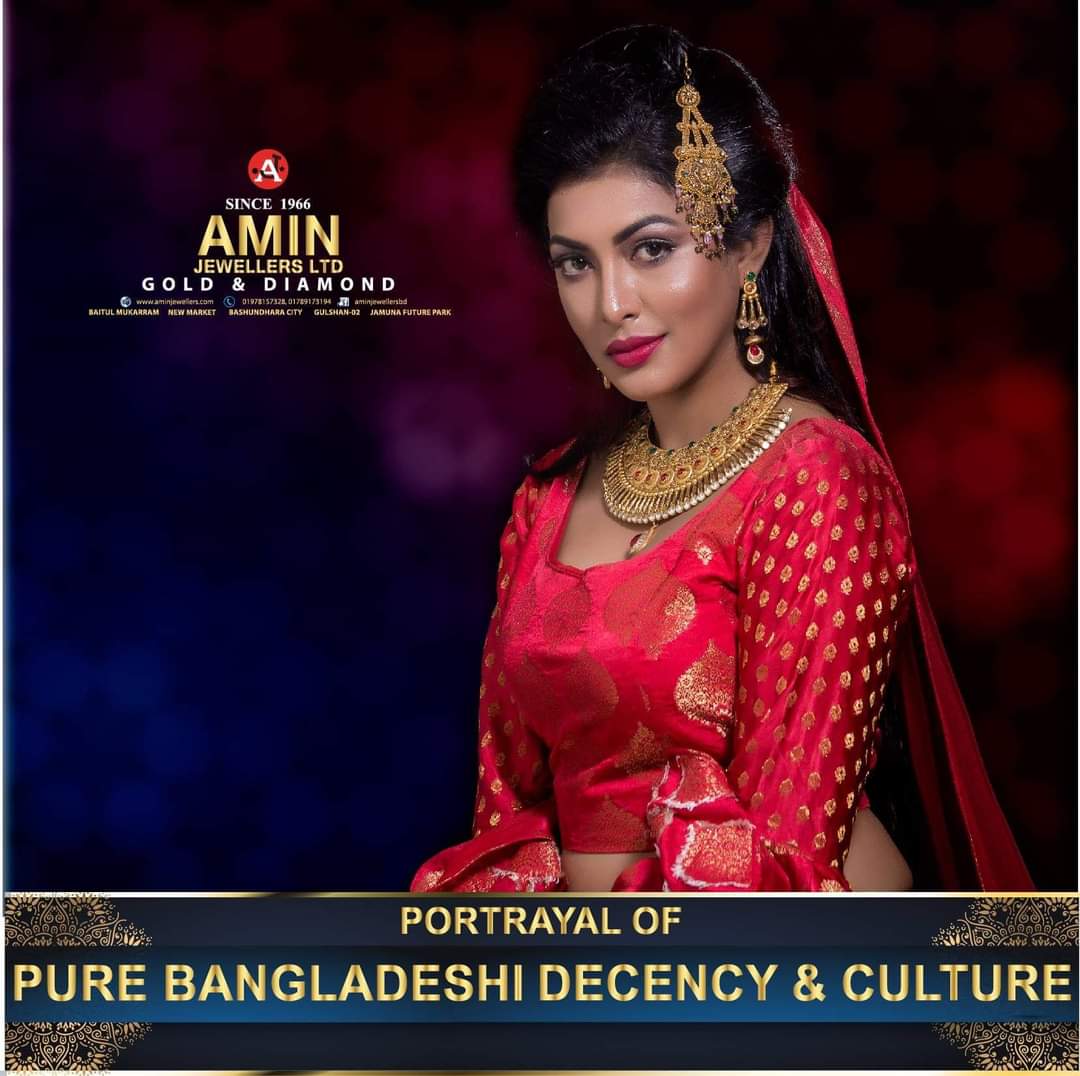 A
SINCE 1966
AMIN
JEWELLERS LTD
GOLD & DIAMOND
www.aminjewellers.com 01978157328, 01789173194 aminjewellersbd
BAITUL MUKARRAM NEW MARKET BASHUNDHARA CITY GULSHAN-02 JAMUNA FUTURE PARK
PORTRAYAL OF
PURE BANGLADESHI DECENCY & CULTURE